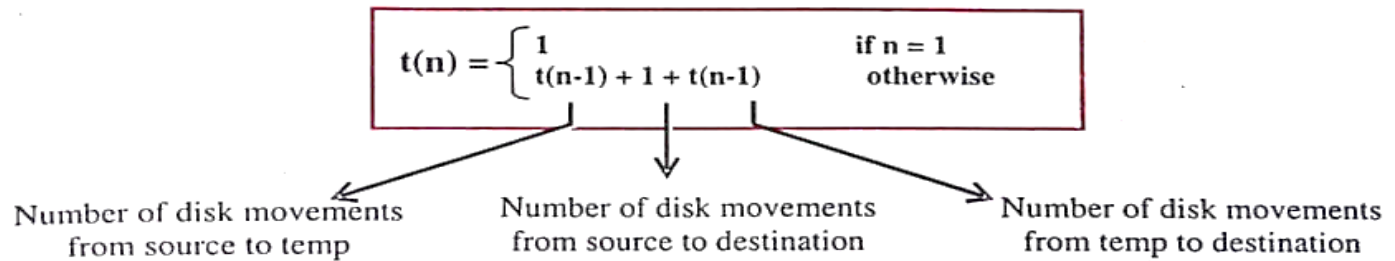 t(n) = { 1 if n = 1
t(n-1) + 1 + t(n-1) otherwise
Number of disk movements
from source to temp
Number of disk movements
from source to destination
Number of disk movements
from temp to destination